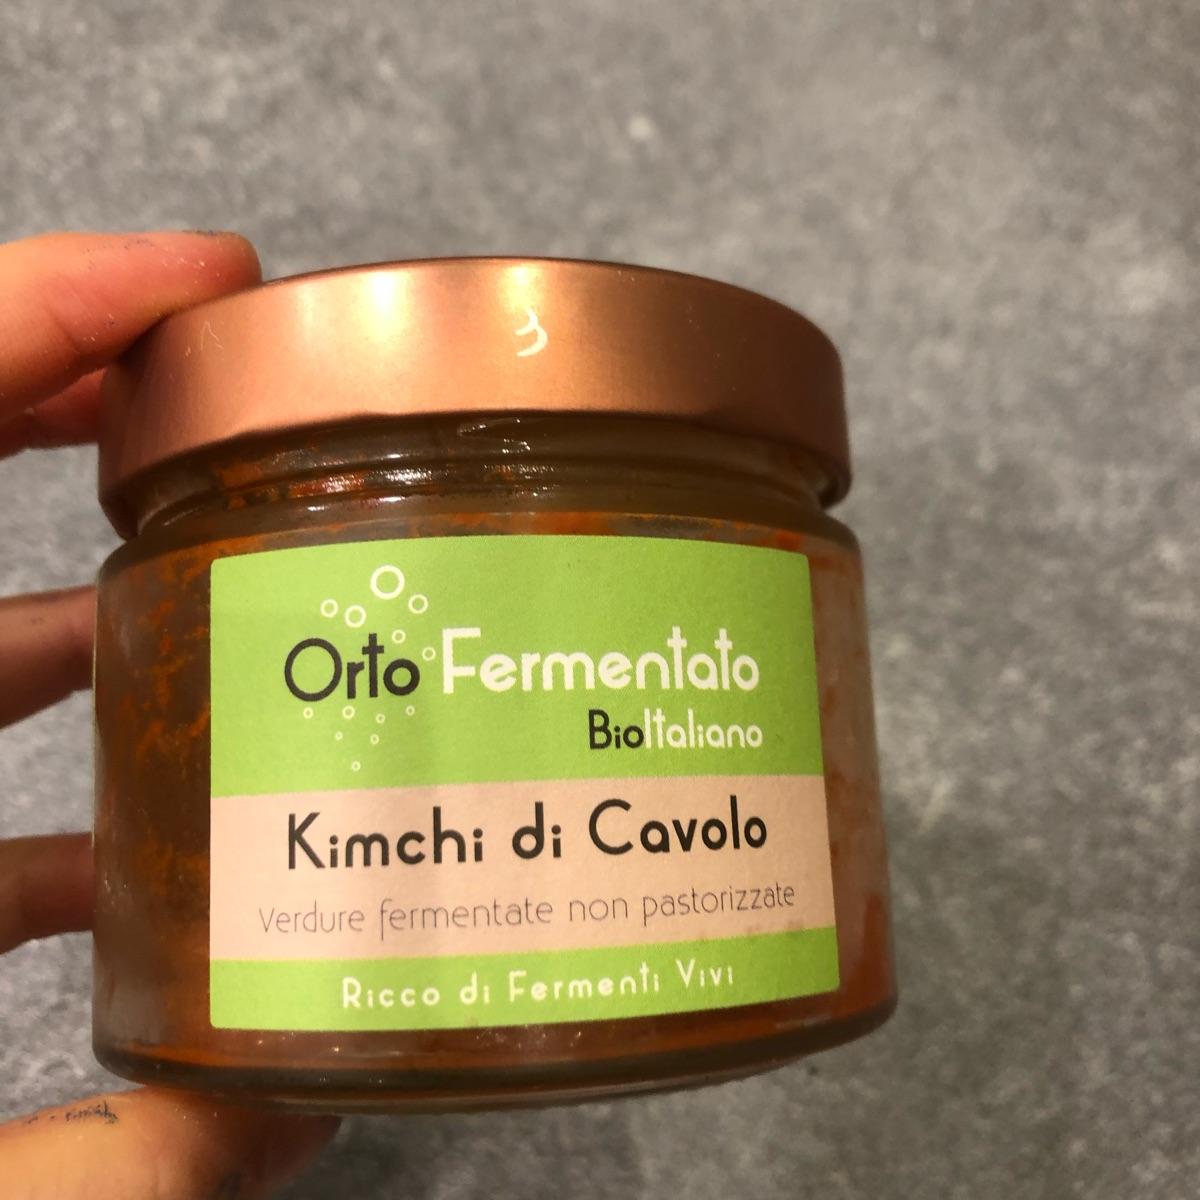 Orto Fermentato
BioItaliano
Kimchi di Cavolo
Verdure fermentate non pastorizzate
Ricco di Fermenti Vivi